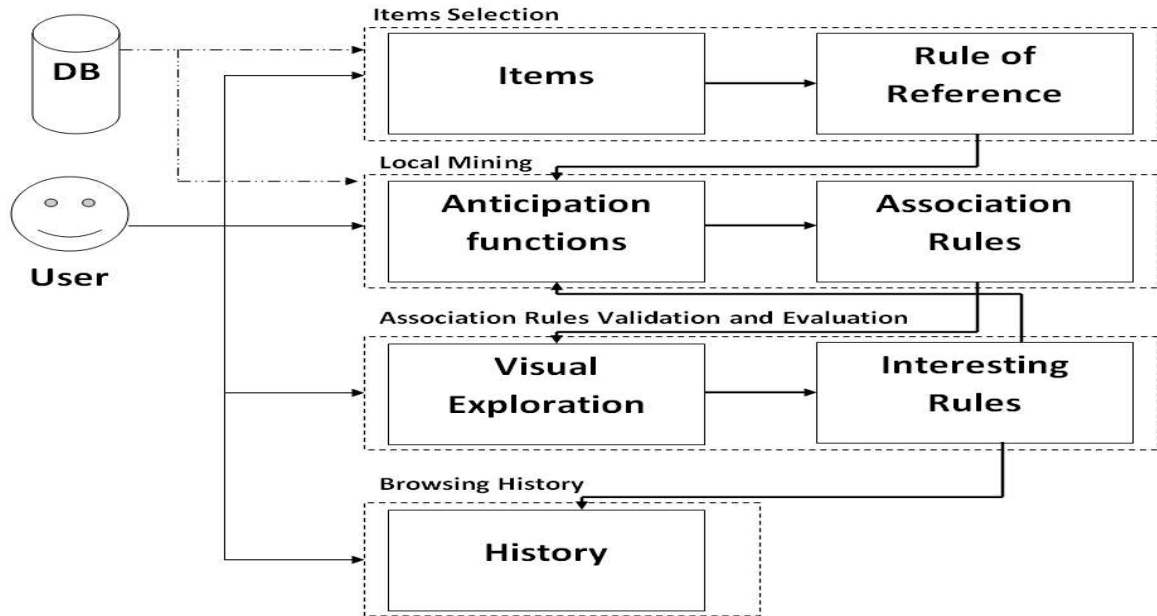 Items Selection
DB
Items
Rule of
Reference
Local Mining
User
Anticipation
functions
Association
Rules
Association Rules Validation and Evaluation
Visual
Exploration
Interesting
Rules
Browsing History
History